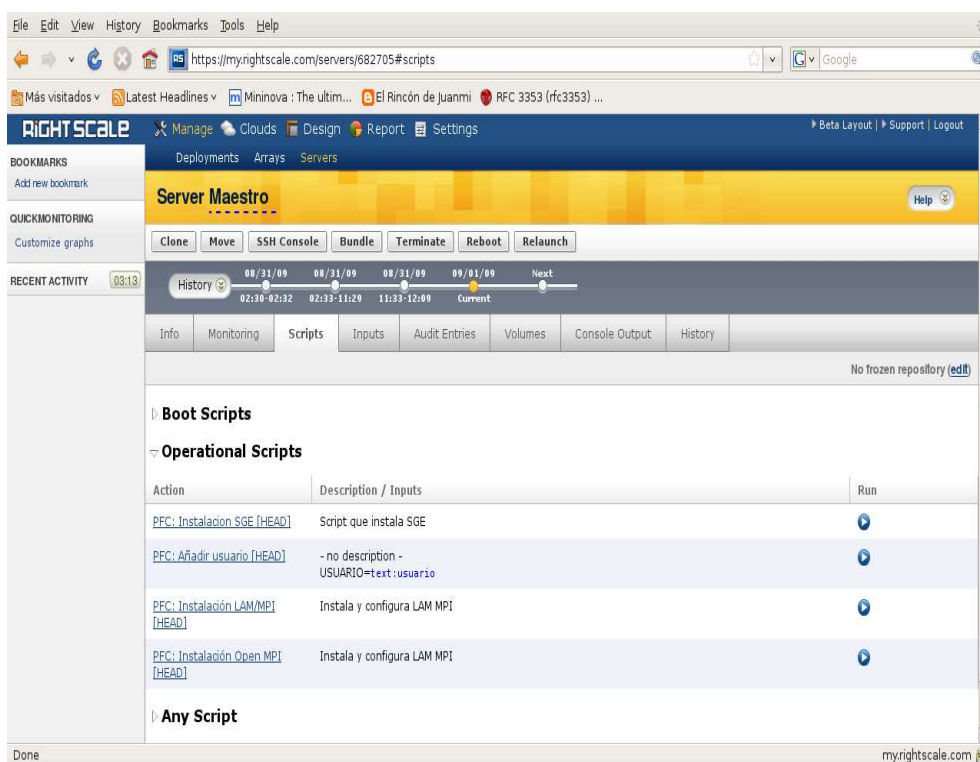 File Edit View History Bookmarks Tools Help
https://my.rightscale.com/servers/682705#scripts
Google
Más visitados Latest Headlines Mininova : The ultim... El Rincón de Juanmi RFC 3353 (rfc3353) ...
RIGHTSCALE
Manage Clouds Design Report Settings
Beta Layout | Support | Logout
Deployments Arrays Servers
BOOKMARKS
Add new bookmark
QUICKMONITORING
Customize graphs
RECENT ACTIVITY 03:13
Server Maestro
Help
Clone Move SSH Console Bundle Terminate Reboot Relaunch
History
08/31/09 08/31/09 08/31/09 09/01/09 Next
02:30-02:32 02:33-11:29 11:33-12:09 Current
Info Monitoring Scripts Inputs Audit Entries Volumes Console Output History
No frozen repository (edit)
Boot Scripts
Operational Scripts
Action Description / Inputs Run
PFC: Instalacion SGE [HEAD] Script que instala SGE
PFC: Añadir usuario [HEAD] - no description -
USUARIO=text:usuario
PFC: Instalación LAM/MPI Instala y configura LAM MPI
[HEAD]
PFC: Instalación Open MPI Instala y configura LAM MPI
[HEAD]
Any Script
Done my.rightscale.com